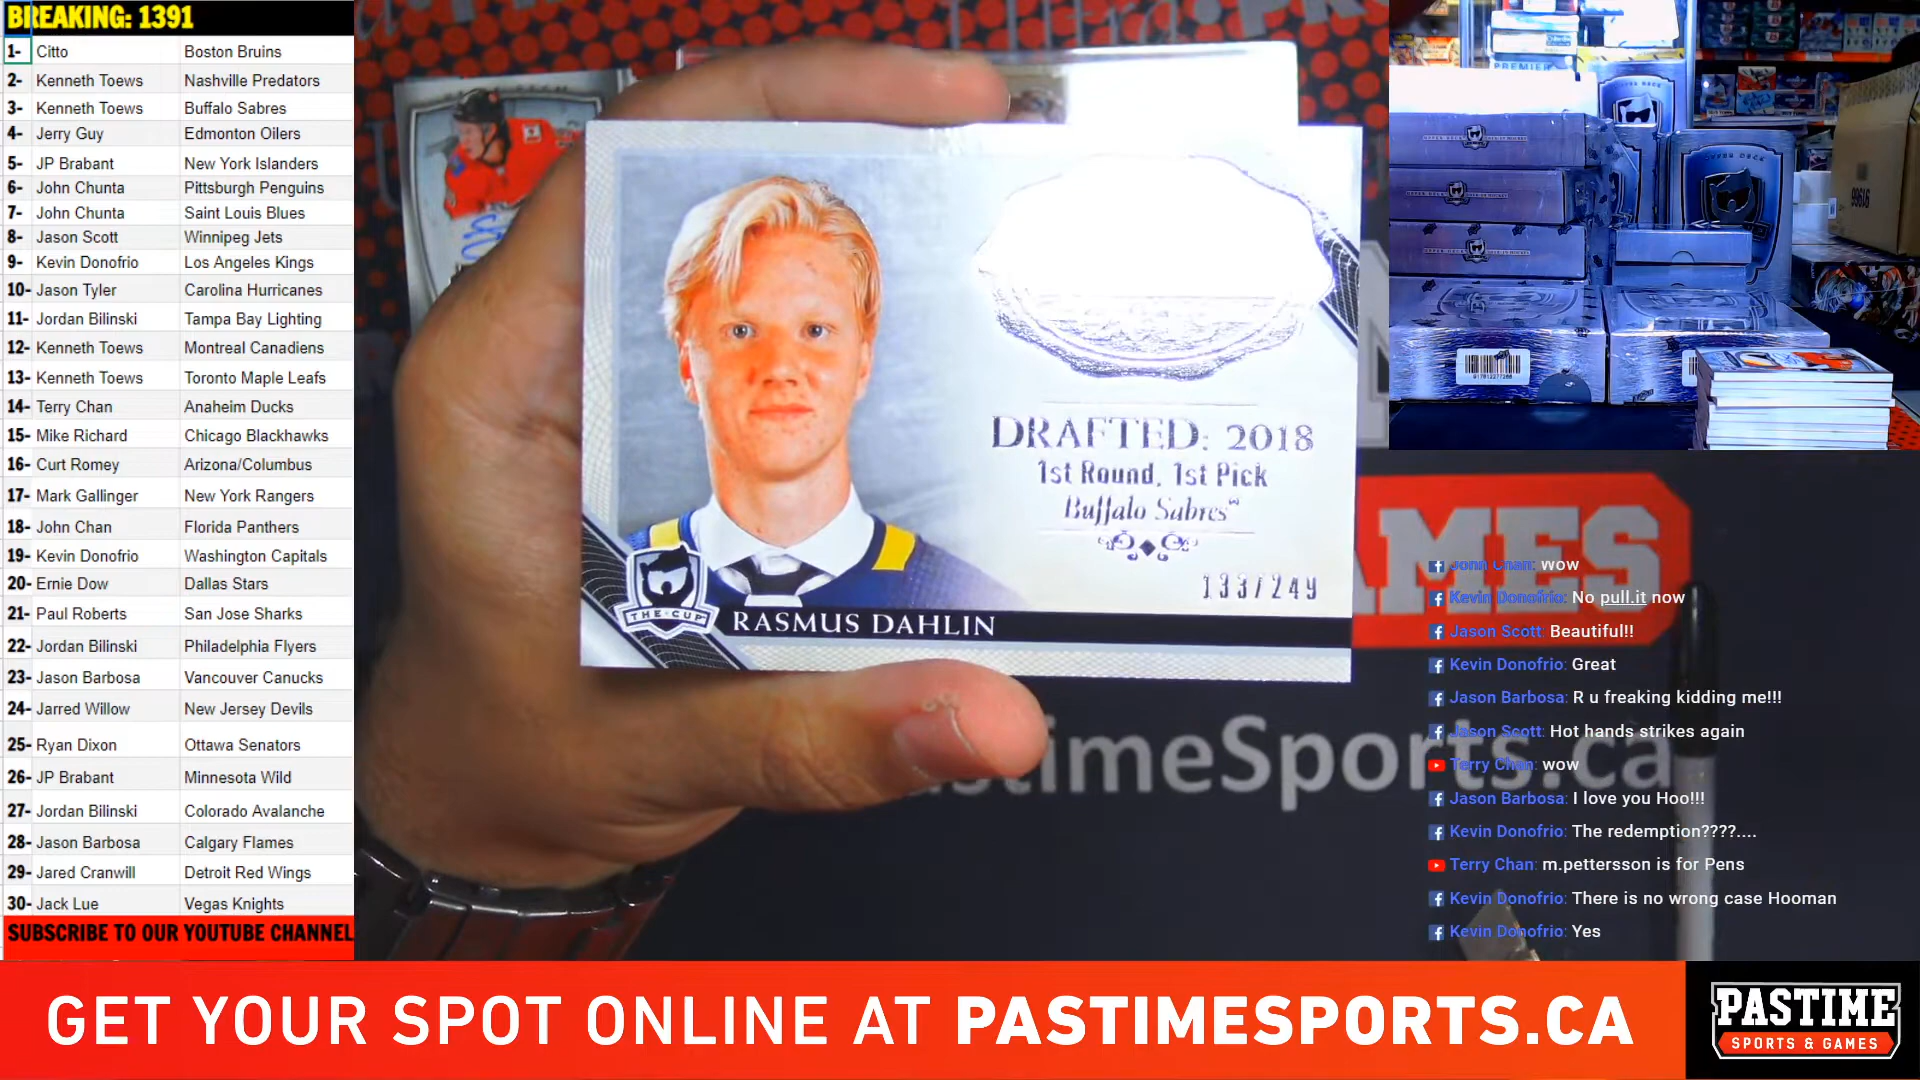 BREAKING: 1391
1- Citto Boston Bruins
2- Kenneth Toews Nashville Predators
3- Kenneth Toews Buffalo Sabres
4- Jerry Guy Edmonton Oilers
5- JP Brabant New York Islanders
6- John Chunta Pittsburgh Penguins
7- John Chunta Saint Louis Blues
8- Jason Scott Winnipeg Jets
9- Kevin Donofrio Los Angeles Kings
10- Jason Tyler Carolina Hurricanes
11- Jordan Bilinski Tampa Bay Lighting
12- Kenneth Toews Montreal Canadiens
13- Kenneth Toews Toronto Maple Leafs
14- Terry Chan Anaheim Ducks
15- Mike Richard Chicago Blackhawks
16- Curt Romey Arizona/Columbus
17- Mark Gallinger New York Rangers
18- John Chan Florida Panthers
19- Kevin Donofrio Washington Capitals
20- Ernie Dow Dallas Stars
21- Paul Roberts San Jose Sharks
22- Jordan Bilinski Philadelphia Flyers
23- Jason Barbosa Vancouver Canucks
24- Jarred Willow New Jersey Devils
25- Ryan Dixon Ottawa Senators
26- JP Brabant Minnesota Wild
27- Jordan Bilinski Colorado Avalanche
28- Jason Barbosa Calgary Flames
29- Jared Cranwill Detroit Red Wings
30- Jack Lue Vegas Knights
SUBSCRIBE TO OUR YOUTUBE CHANNEL
DRAFTED: 2018
1st Round, 1st Pick
Buffalo Sabres
133/249
THE CUP
RASMUS DAHLIN
PREMIER
99961
AMES
stimeSports.ca
John Chan: wow
Kevin Donofrio: No pull.it now
Jason Scott: Beautiful!!
Kevin Donofrio: Great
Jason Barbosa: R u freaking kidding me!!!
Jason Scott: Hot hands strikes again
Terry Chan: wow
Jason Barbosa: I love you Hoo!!!
Kevin Donofrio: The redemption????....
Terry Chan: m.pettersson is for Pens
Kevin Donofrio: There is no wrong case Hooman
Kevin Donofrio: Yes
GET YOUR SPOT ONLINE AT PASTIMESPORTS.CA
PASTIME
SPORTS & GAMES